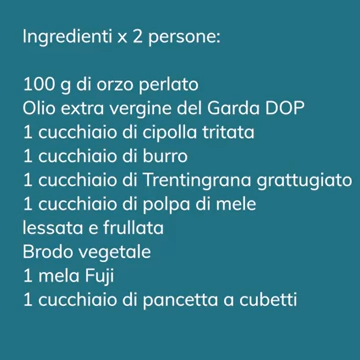 Ingredienti x 2 persone:
100 g di orzo perlato
Olio extra vergine del Garda DOP
1 cucchiaio di cipolla tritata
1 cucchiaio di burro
1 cucchiaio di Trentingrana grattugiato
1 cucchiaio di polpa di mele
lessata e frullata
Brodo vegetale
1 mela Fuji
1 cucchiaio di pancetta a cubetti